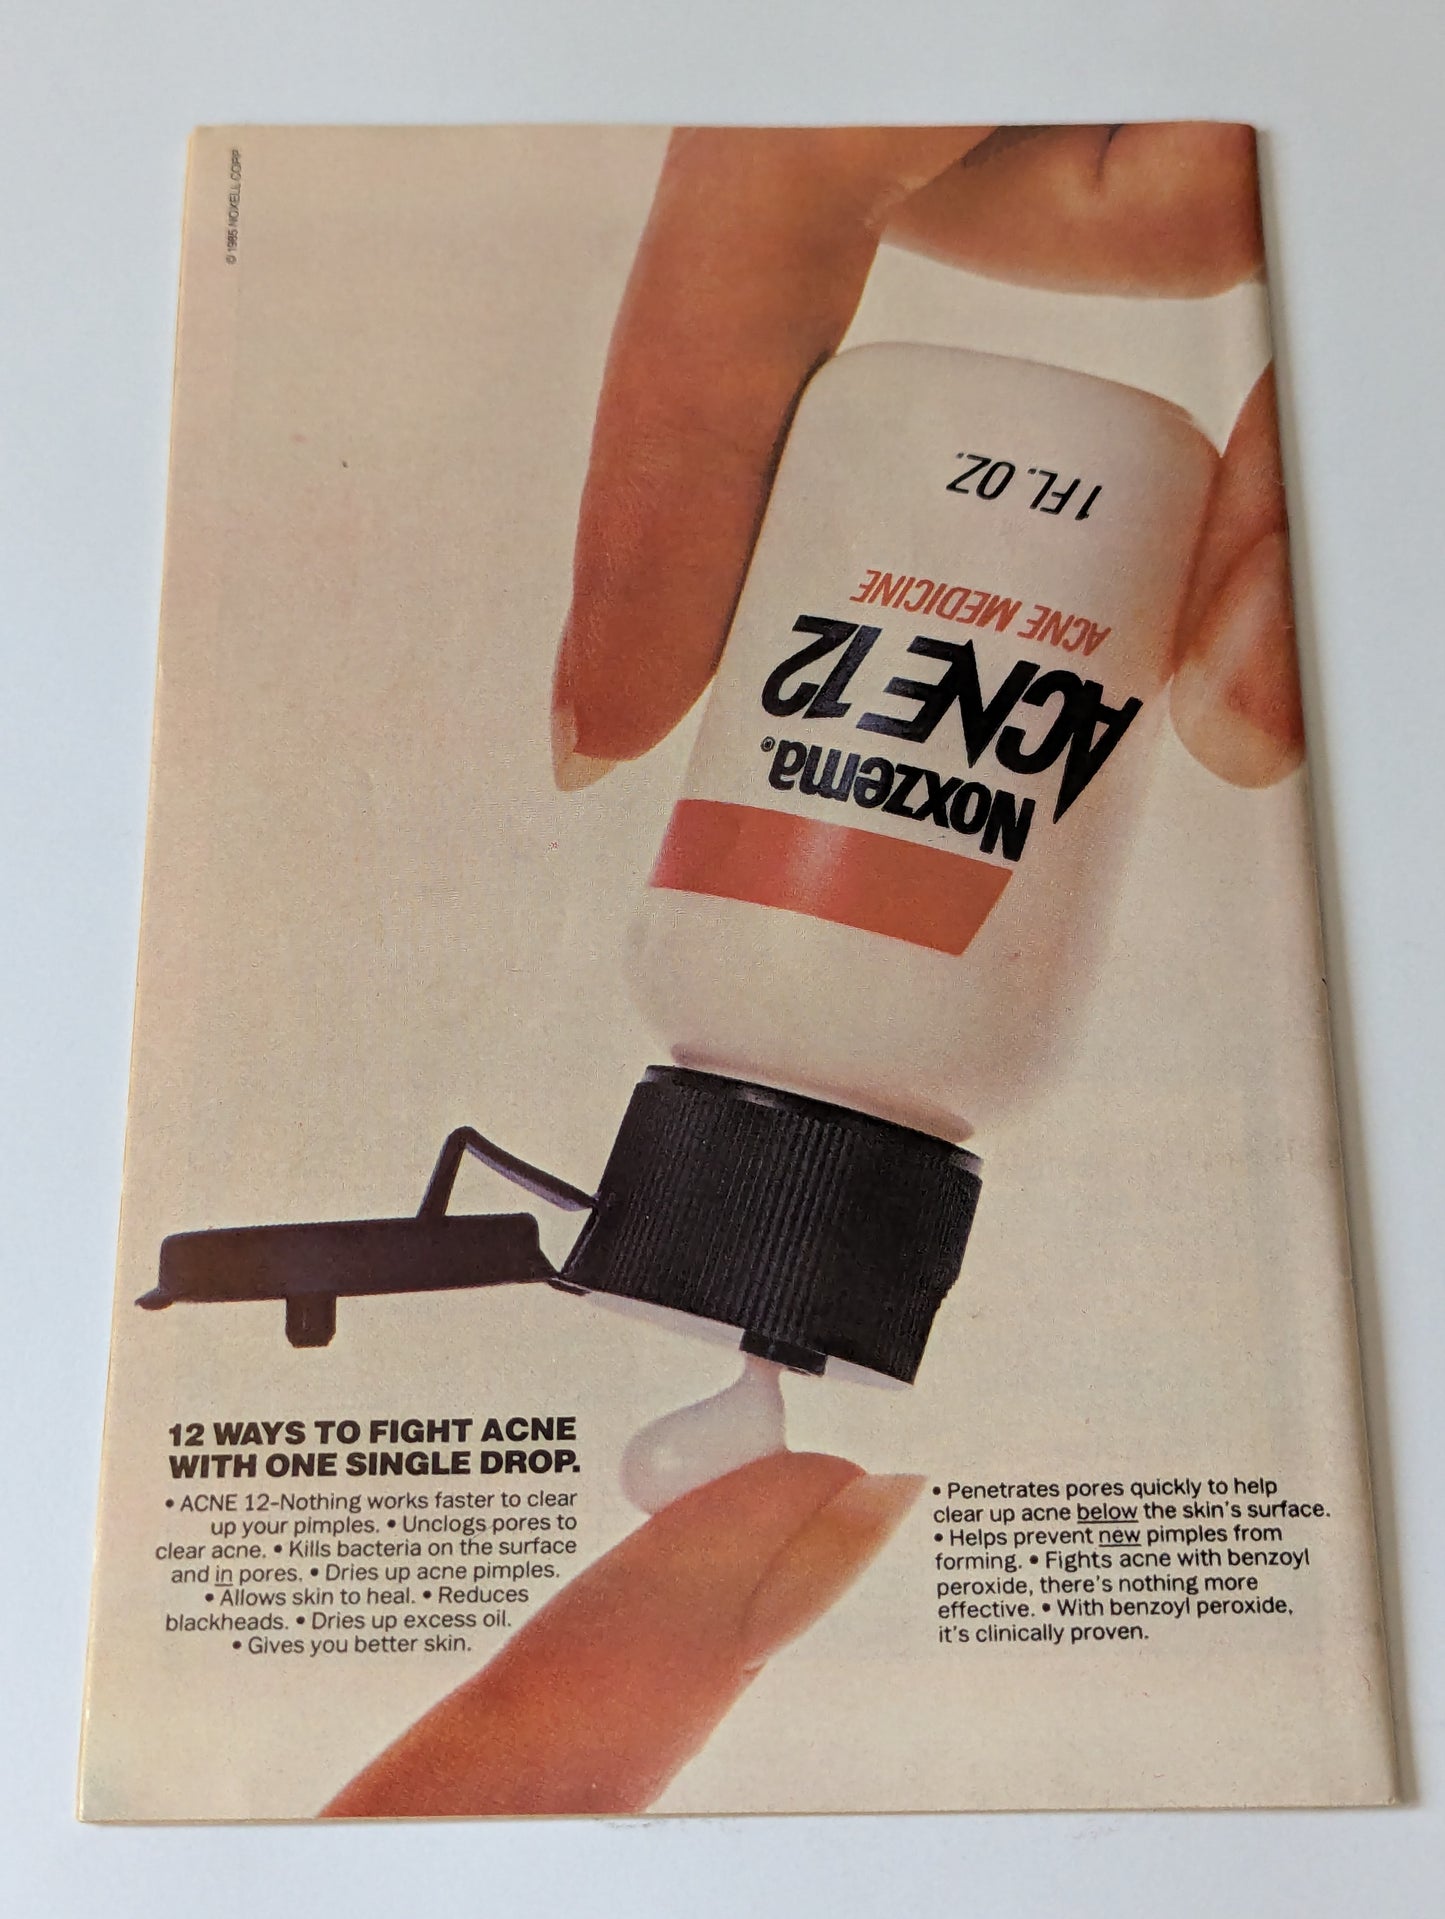 © 1985 NOXELL CORP
1 FL. OZ.
ACNE MEDICINE
ACNE 12
Noxzema®
12 WAYS TO FIGHT ACNE
WITH ONE SINGLE DROP.
• ACNE 12–Nothing works faster to clear
up your pimples. • Unclogs pores to
clear acne. • Kills bacteria on the surface
and in pores. • Dries up acne pimples.
• Allows skin to heal. • Reduces
blackheads. • Dries up excess oil.
• Gives you better skin.
• Penetrates pores quickly to help
clear up acne below the skin's surface.
• Helps prevent new pimples from
forming. • Fights acne with benzoyl
peroxide, there's nothing more
effective. • With benzoyl peroxide,
it's clinically proven.